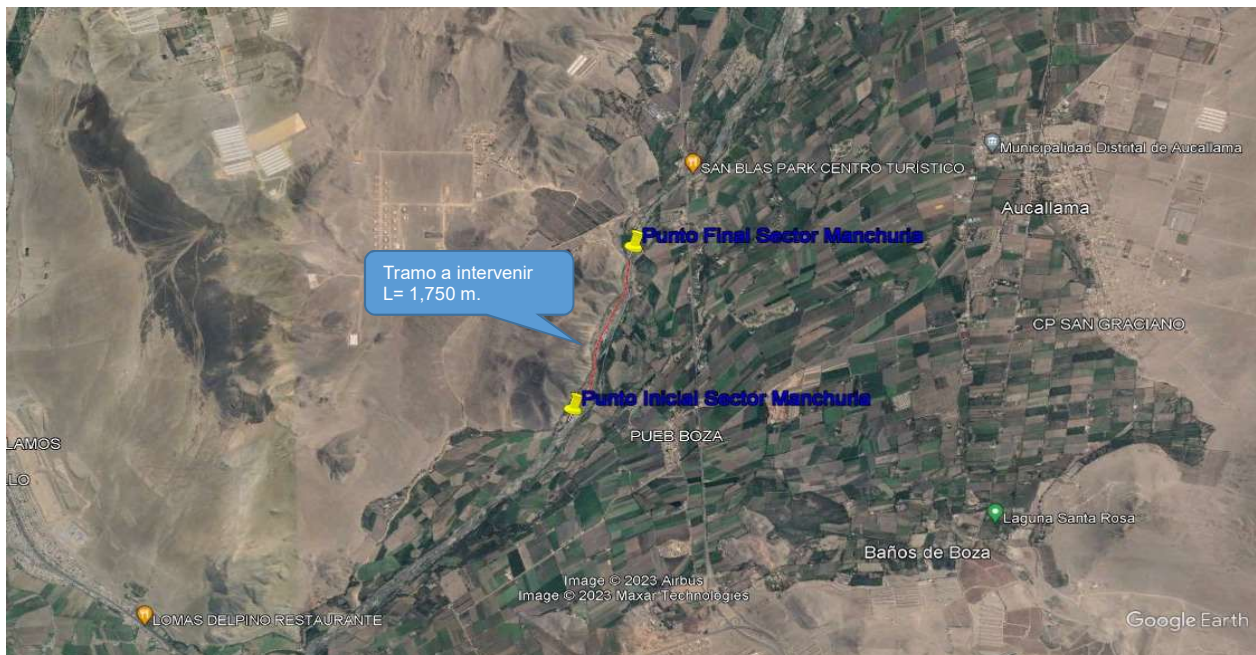 Municipalidad Distrital de Aucallama
SAN BLAS PARK CENTRO TURÍSTICO
Aucallama
Punto Final Sector Manchuria
Tramo a intervenir
L= 1,750 m.
CP SAN GRACIANO
Punto Inicial Sector Manchuria
PUEB BOZA
LAMOS
LLO
Laguna Santa Rosa
Baños de Boza
Image © 2023 Airbus
Image © 2023 Maxar Technologies
LOMAS DELPINO RESTAURANTE
Google Earth